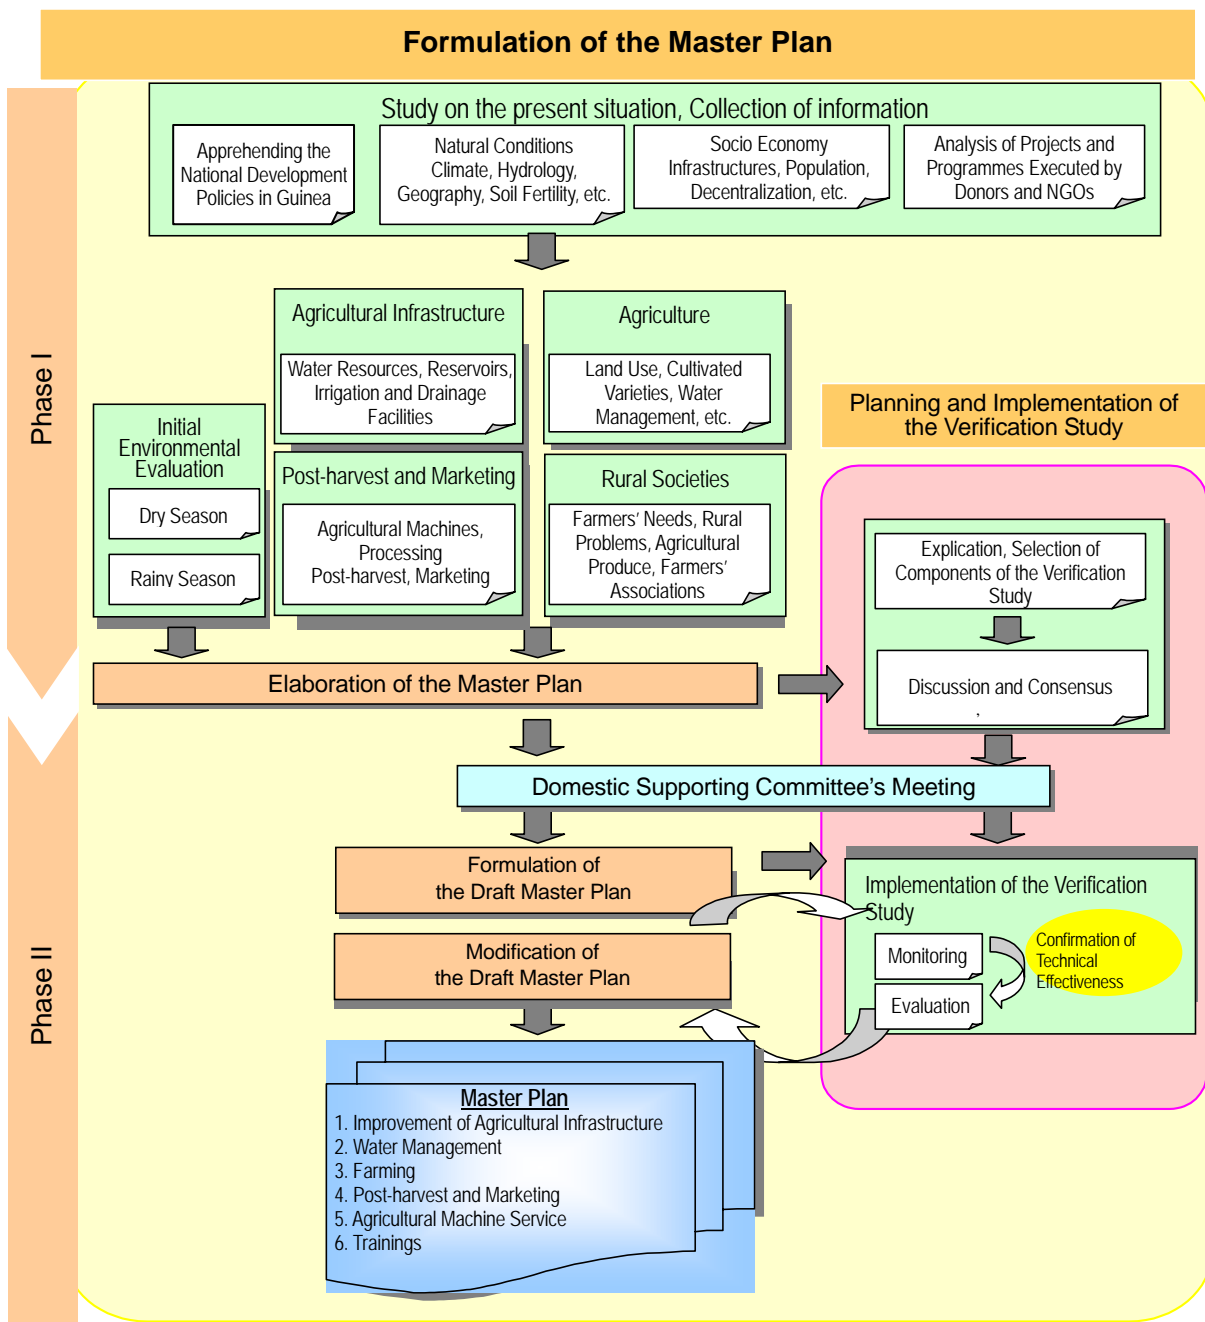 Formulation of the Master Plan
Phase I
Study on the present situation, Collection of information
Apprehending the
National Development
Policies in Guinea
Natural Conditions
Climate, Hydrology,
Geography, Soil Fertility, etc.
Socio Economy
Infrastructures, Population,
Decentralization, etc.
Analysis of Projects and
Programmes Executed by
Donors and NGOs
Agricultural Infrastructure
Water Resources, Reservoirs,
Irrigation and Drainage
Facilities
Agriculture
Land Use, Cultivated
Varieties, Water
Management, etc.
Initial
Environmental
Evaluation
Dry Season
Rainy Season
Post-harvest and Marketing
Agricultural Machines,
Processing
Post-harvest, Marketing
Rural Societies
Farmers' Needs, Rural
Problems, Agricultural
Produce, Farmers'
Associations
Planning and Implementation of
the Verification Study
Explication, Selection of
Components of the Verification
Study
Discussion and Consensus
,
Elaboration of the Master Plan
Phase II
Domestic Supporting Committee's Meeting
Formulation of
the Draft Master Plan
Modification of
the Draft Master Plan
Implementation of the Verification
Study
Monitoring
Evaluation
Confirmation of
Technical
Effectiveness
Master Plan
1. Improvement of Agricultural Infrastructure
2. Water Management
3. Farming
4. Post-harvest and Marketing
5. Agricultural Machine Service
6. Trainings